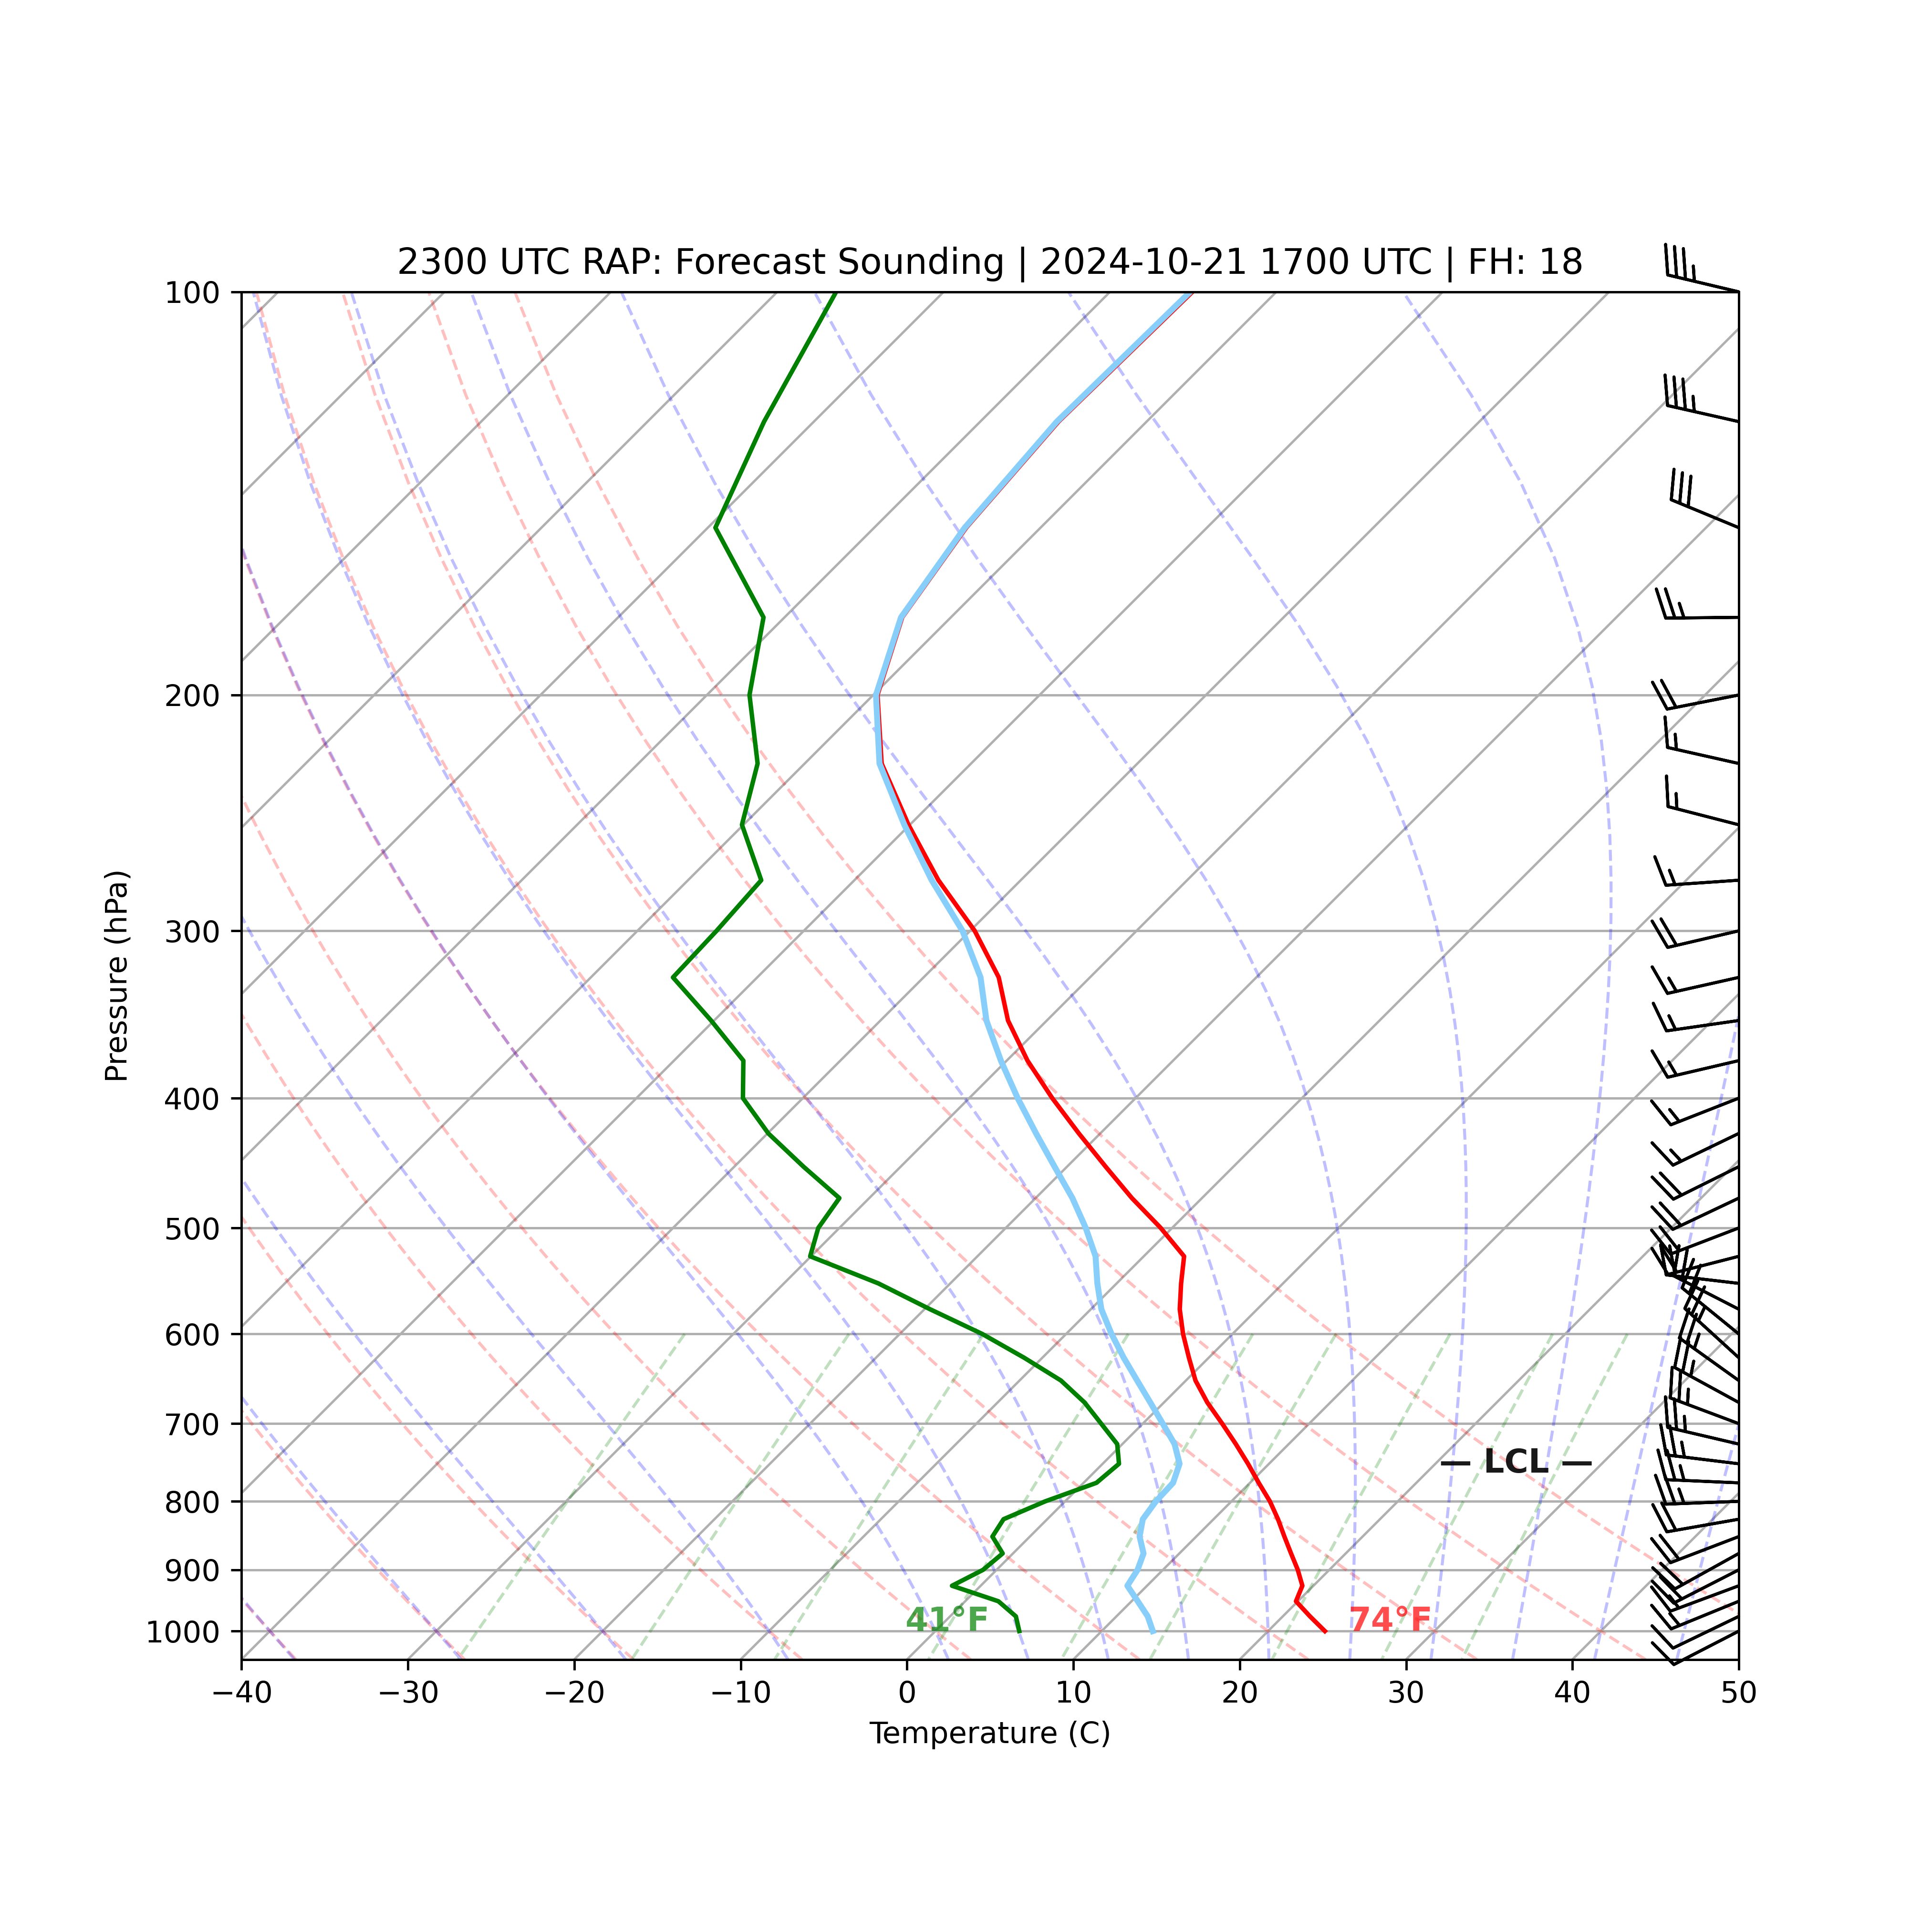 2300 UTC RAP: Forecast Sounding | 2024-10-21 1700 UTC | FH: 18
100
200
300
400
500
600
700
800
900
1000
Pressure (hPa)
— LCL —
41°F
74°F
−40 −30 −20 −10 0 10 20 30 40 50
Temperature (C)